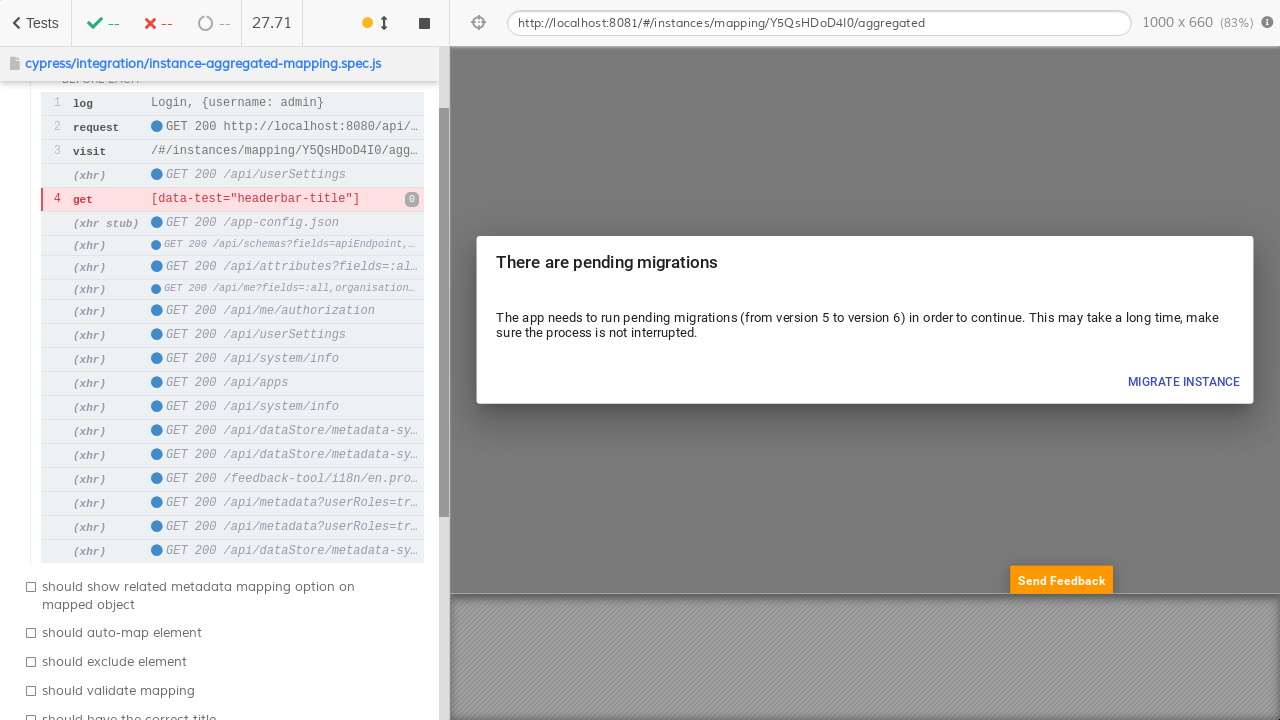 Tests
--
--
--
27.71
http://localhost:8081/#/instances/mapping/Y5QsHDoD4I0/aggregated
1000 x 660 (83%)
cypress/integration/instance-aggregated-mapping.spec.js
BEFORE EACH
1 log Login, {username: admin}
2 request GET 200 http://localhost:8080/api/…
3 visit /#/instances/mapping/Y5QsHDoD4I0/agg…
(xhr) GET 200 /api/userSettings
4 get [data-test="headerbar-title"] 0
(xhr stub) GET 200 /app-config.json
(xhr) GET 200 /api/schemas?fields=apiEndpoint,…
(xhr) GET 200 /api/attributes?fields=:al…
(xhr) GET 200 /api/me?fields=:all,organisation…
(xhr) GET 200 /api/me/authorization
(xhr) GET 200 /api/userSettings
(xhr) GET 200 /api/system/info
(xhr) GET 200 /api/apps
(xhr) GET 200 /api/system/info
(xhr) GET 200 /api/dataStore/metadata-sy…
(xhr) GET 200 /api/dataStore/metadata-sy…
(xhr) GET 200 /feedback-tool/i18n/en.pro…
(xhr) GET 200 /api/metadata?userRoles=tr…
(xhr) GET 200 /api/metadata?userRoles=tr…
(xhr) GET 200 /api/dataStore/metadata-sy…
should show related metadata mapping option on
mapped object
should auto-map element
should exclude element
should validate mapping
should have the correct title
There are pending migrations
The app needs to run pending migrations (from version 5 to version 6) in order to continue. This may take a long time, make
sure the process is not interrupted.
MIGRATE INSTANCE
Send Feedback